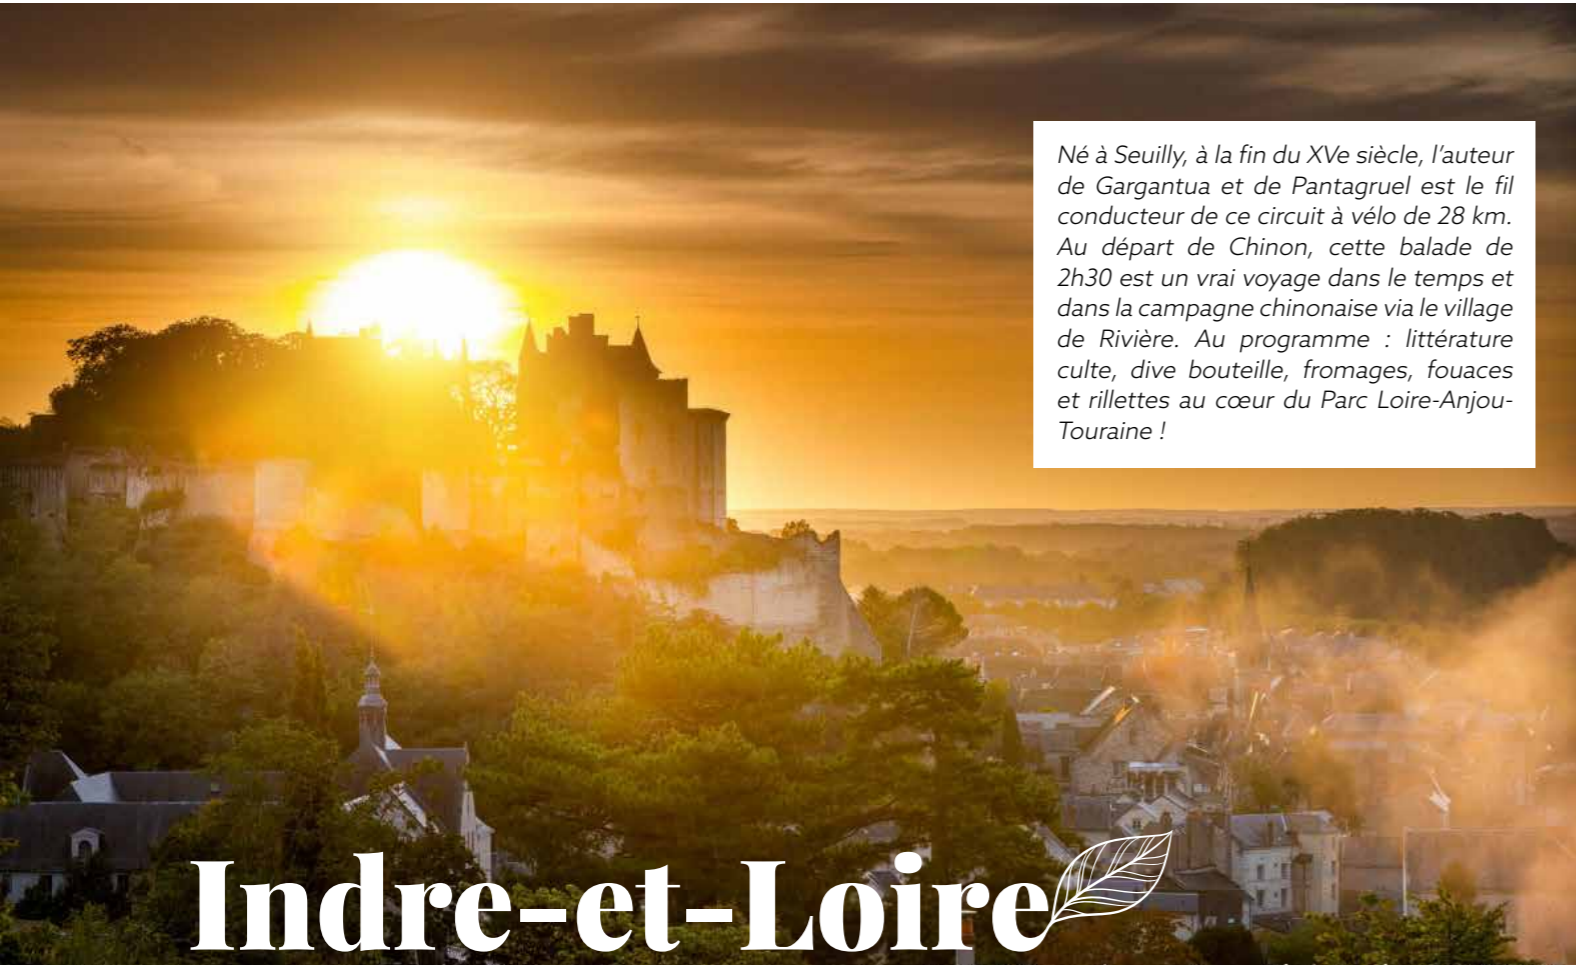 Né à Seuilly, à la fin du XVe siècle, l'auteur
de Gargantua et de Pantagruel est le fil
conducteur de ce circuit à vélo de 28 km.
Au départ de Chinon, cette balade de
2h30 est un vrai voyage dans le temps et
dans la campagne chinonaise via le village
de Rivière. Au programme : littérature
culte, dive bouteille, fromages, fouaces
et rillettes au cœur du Parc Loire-Anjou-
Touraine !
Indre-et-Loire